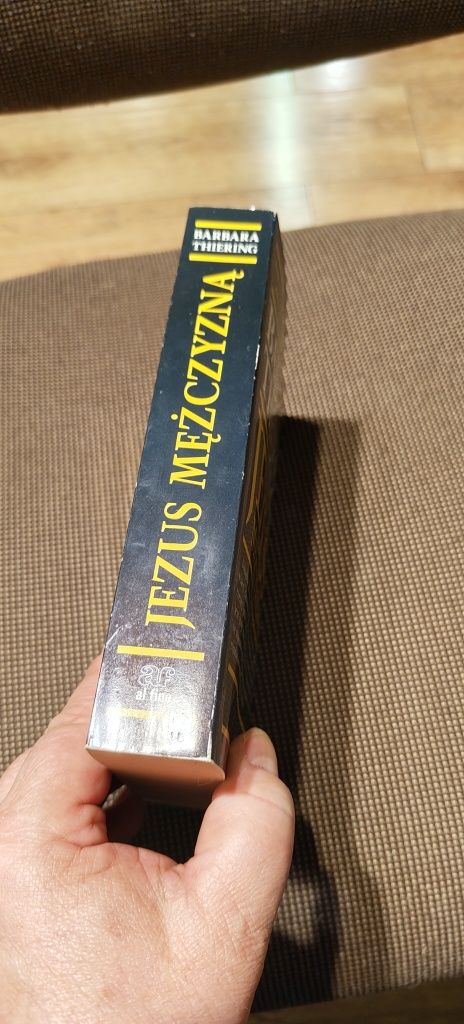 BARBARA
THIERING
JEZUS MĘŻCZYZNĄ
al fine